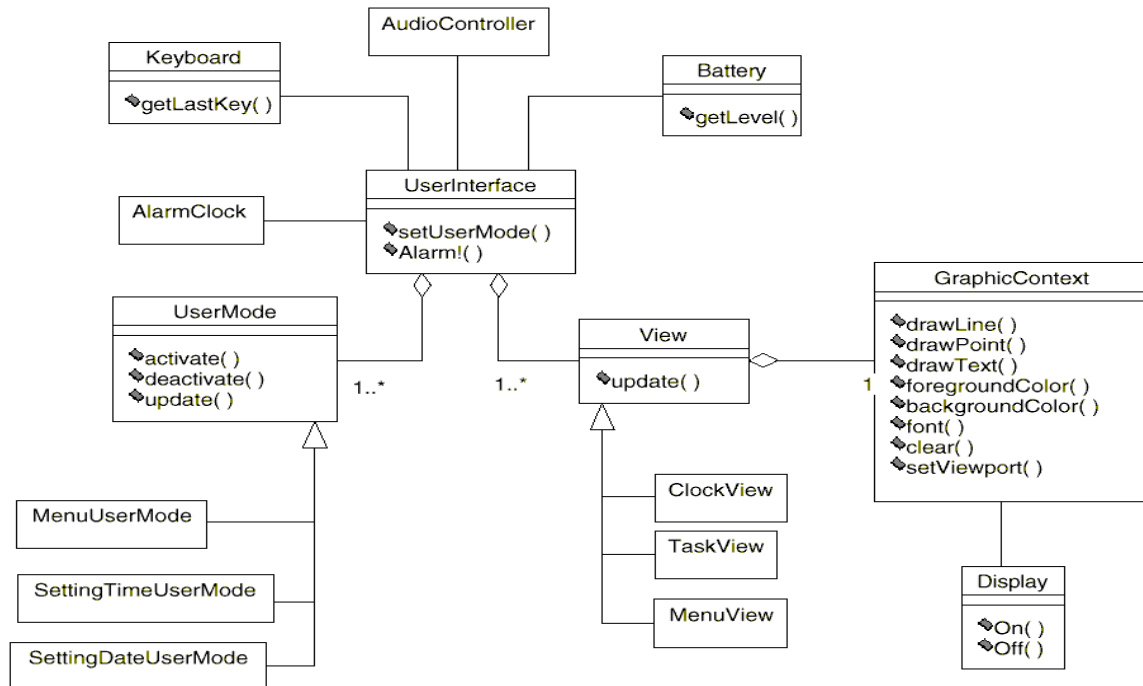 AudioController
Keyboard
getLastKey( )
Battery
getLevel( )
UserInterface
setUserMode( )
Alarm!( )
AlarmClock
UserMode
activate( )
deactivate( )
update( )
1..*
1..*
View
update( )
1
GraphicContext
drawLine( )
drawPoint( )
drawText( )
foregroundColor( )
backgroundColor( )
font( )
clear( )
setViewport( )
MenuUserMode
SettingTimeUserMode
SettingDateUserMode
ClockView
TaskView
MenuView
Display
On( )
Off( )